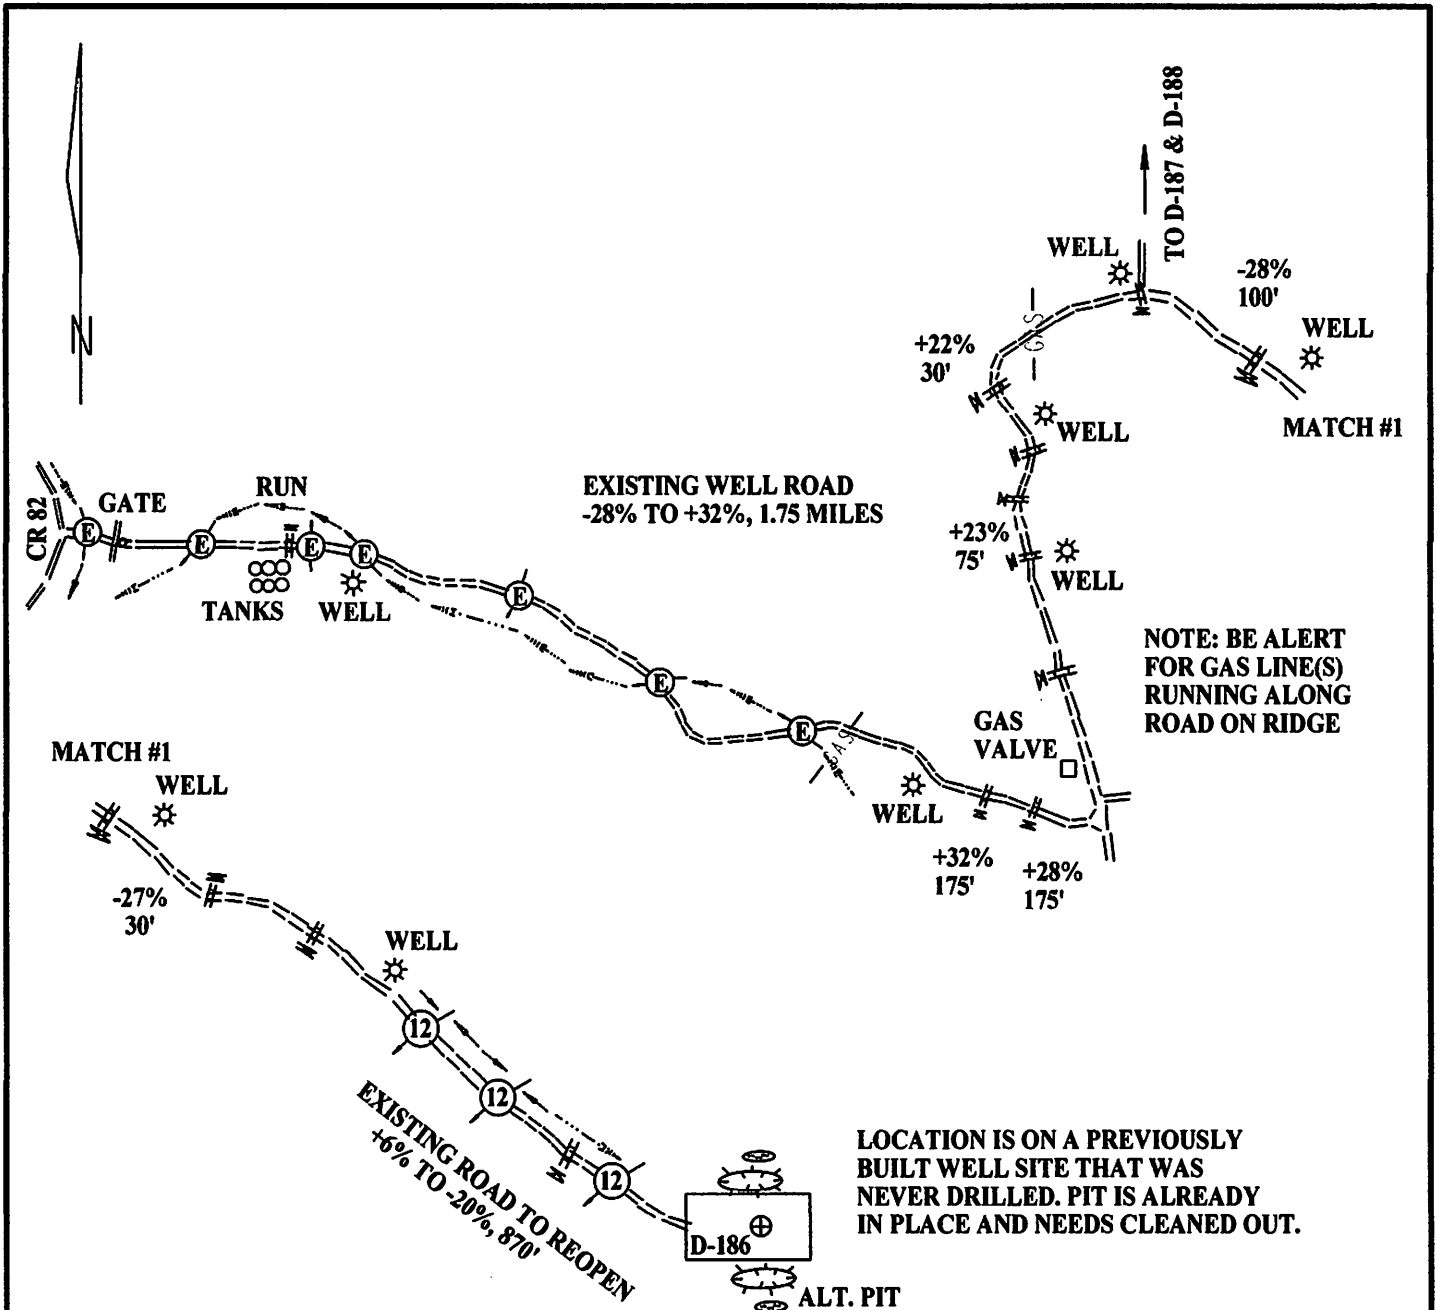 TO D-187 & D-188
N
WELL
-28%
100'
WELL
GAS
+22%
30'
WELL
MATCH #1
RUN
GATE
CR 82
E
E
E
E
E
E
E
TANKS
WELL
EXISTING WELL ROAD
-28% TO +32%, 1.75 MILES
+23%
75'
WELL
NOTE: BE ALERT
FOR GAS LINE(S)
RUNNING ALONG
ROAD ON RIDGE
GAS
VALVE
GAS
WELL
+32%
175'
+28%
175'
MATCH #1
WELL
-27%
30'
WELL
12
12
12
EXISTING ROAD TO REOPEN
+6% TO -20%, 870'
D-186
ALT. PIT
LOCATION IS ON A PREVIOUSLY
BUILT WELL SITE THAT WAS
NEVER DRILLED. PIT IS ALREADY
IN PLACE AND NEEDS CLEANED OUT.